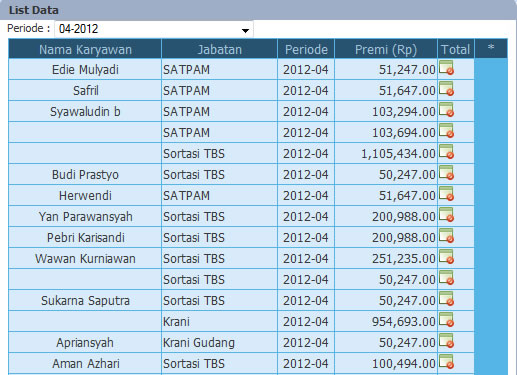 List Data
Periode : 04-2012
Nama Karyawan Jabatan Periode Premi (Rp) Total *
Edie Mulyadi SATPAM 2012-04 51,247.00
Safril SATPAM 2012-04 51,647.00
Syawaludin b SATPAM 2012-04 103,294.00
SATPAM 2012-04 103,694.00
Sortasi TBS 2012-04 1,105,434.00
Budi Prastyo Sortasi TBS 2012-04 50,247.00
Herwendi SATPAM 2012-04 51,647.00
Yan Parawansyah Sortasi TBS 2012-04 200,988.00
Pebri Karisandi Sortasi TBS 2012-04 200,988.00
Wawan Kurniawan Sortasi TBS 2012-04 251,235.00
Sortasi TBS 2012-04 50,247.00
Sukarna Saputra Sortasi TBS 2012-04 50,247.00
Krani 2012-04 954,693.00
Apriansyah Krani Gudang 2012-04 50,247.00
Aman Azhari Sortasi TBS 2012-04 100,494.00